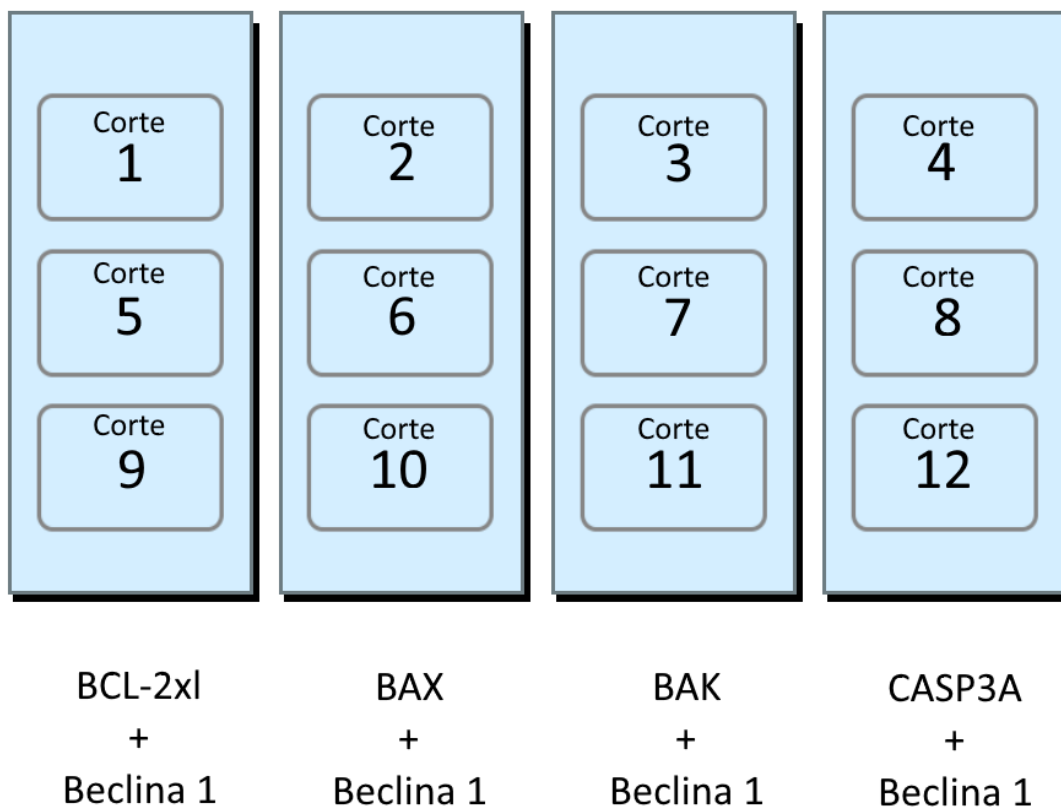 Corte
1
Corte
2
Corte
3
Corte
4
Corte
5
Corte
6
Corte
7
Corte
8
Corte
9
Corte
10
Corte
11
Corte
12
BCL-2xl
+
Beclina 1
BAX
+
Beclina 1
BAK
+
Beclina 1
CASP3A
+
Beclina 1